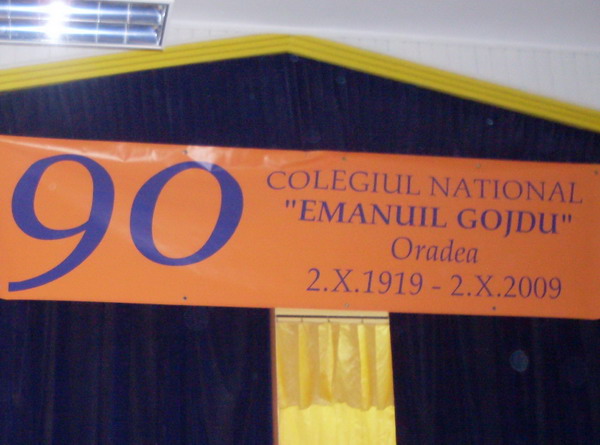 90
COLEGIUL NATIONAL
"EMANUIL GOJDU"
Oradea
2.X.1919 - 2.X.2009